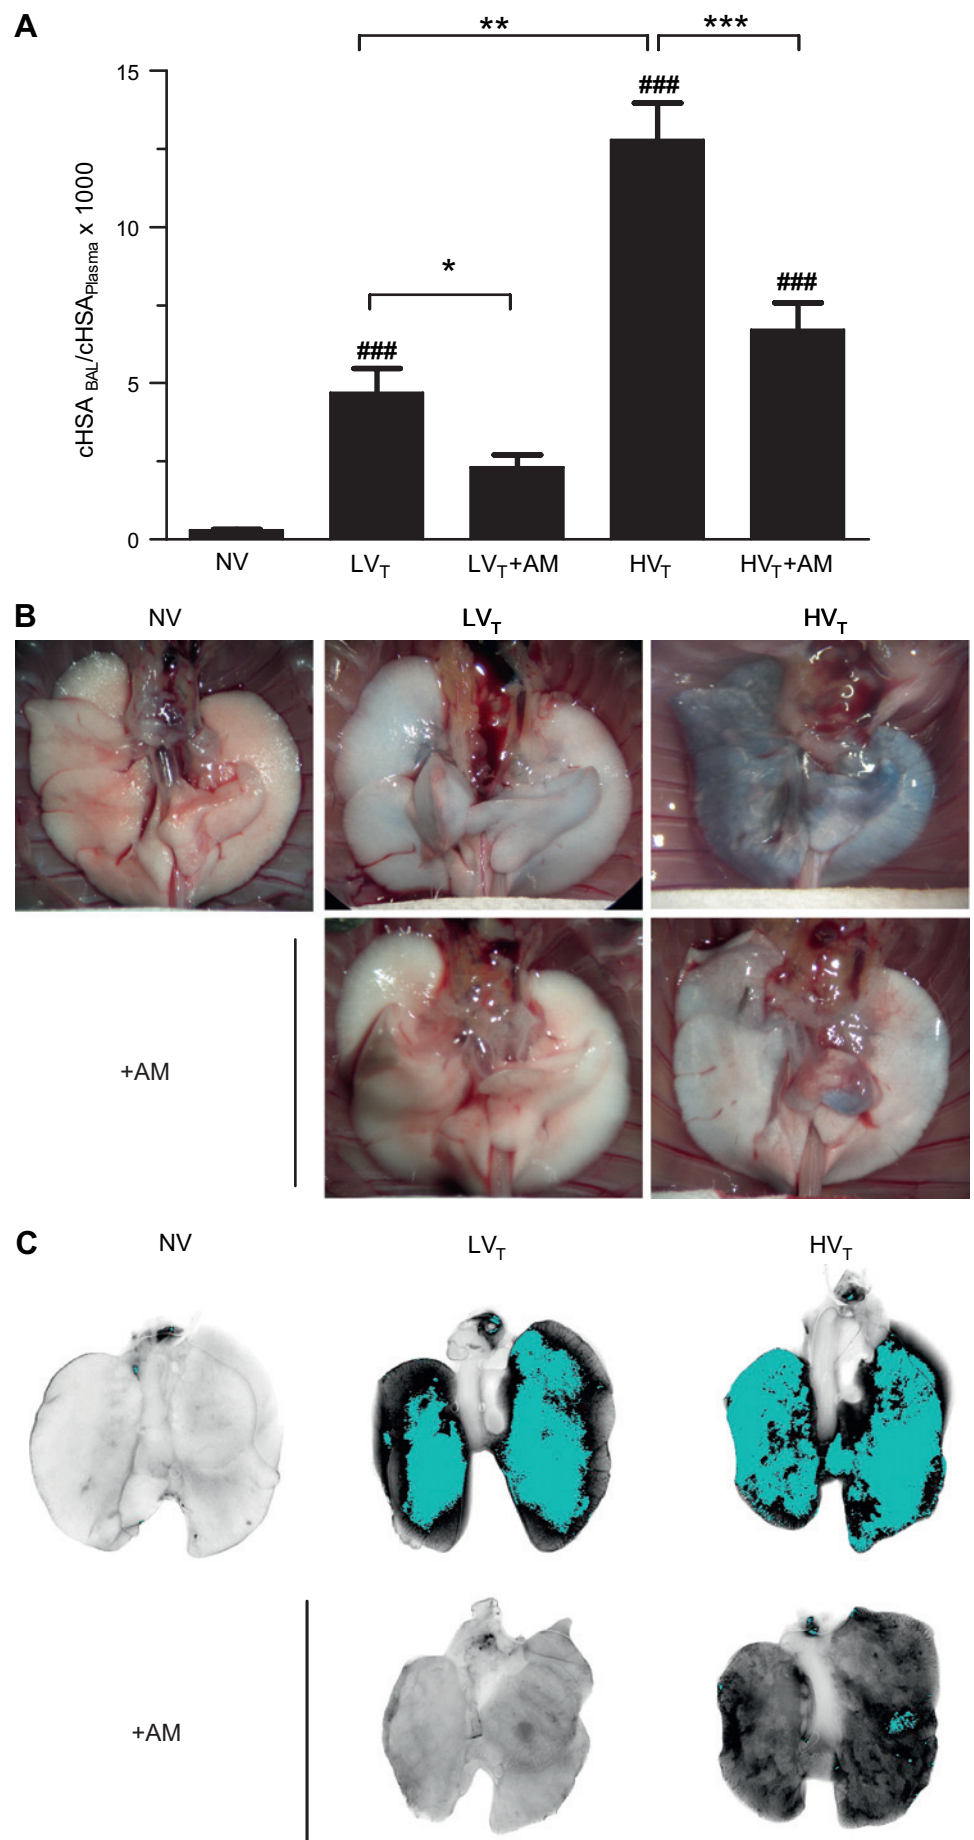 A
** ***
15
###
10
*
###
###
5
0
cHSA BAL/cHSAPlasma x 1000
NV LVT LVT+AM HVT HVT+AM
B NV LVT HVT
+AM
C NV LVT HVT
+AM